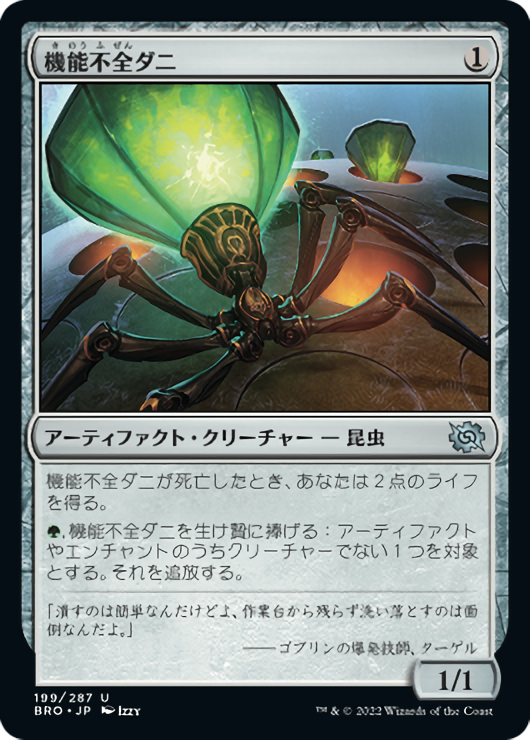 きのうふぜん
機能不全ダニ 1
アーティファクト・クリーチャー ― 昆虫
機能不全ダニが死亡したとき、あなたは２点のライフ
を得る。
,機能不全ダニを生け贄に捧げる：アーティファクト
やエンチャントのうちクリーチャーでない１つを対象
とする。それを追放する。
「潰すのは簡単なんだけどよ、作業台から残らず洗い落とすのは面
倒なんだよ。」
――ゴブリンの爆発技師、ターゲル
1/1
199/287 U
BRO • JP Izzy
™ & © 2022 Wizards of the Coast